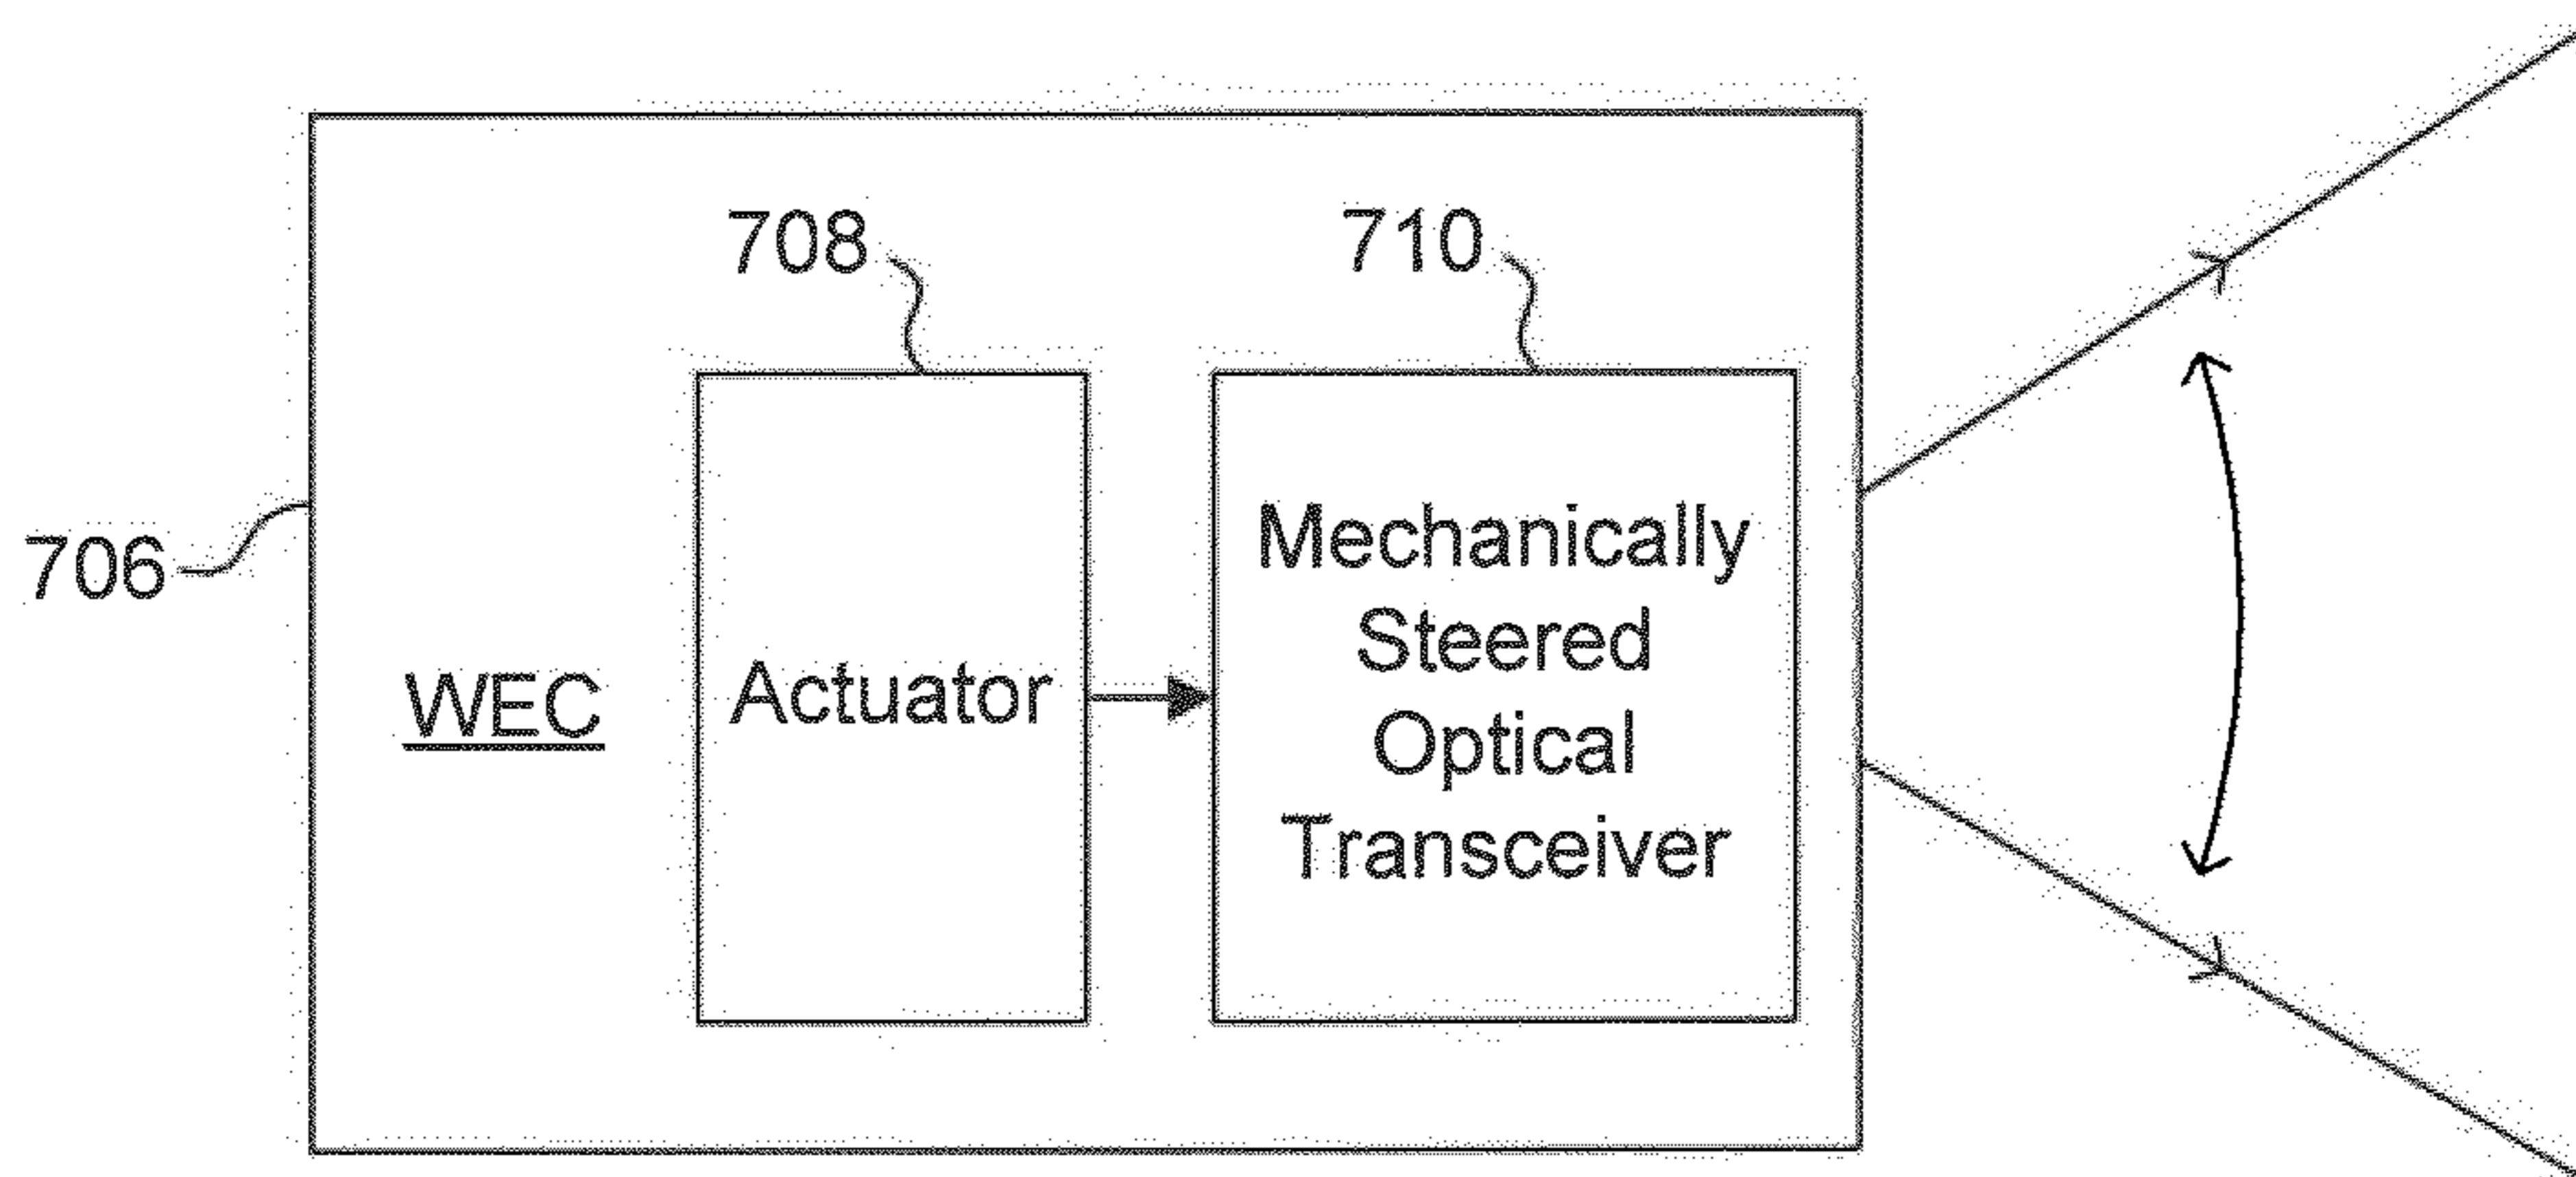 708
710
706
WEC
Actuator
Mechanically
Steered
Optical
Transceiver